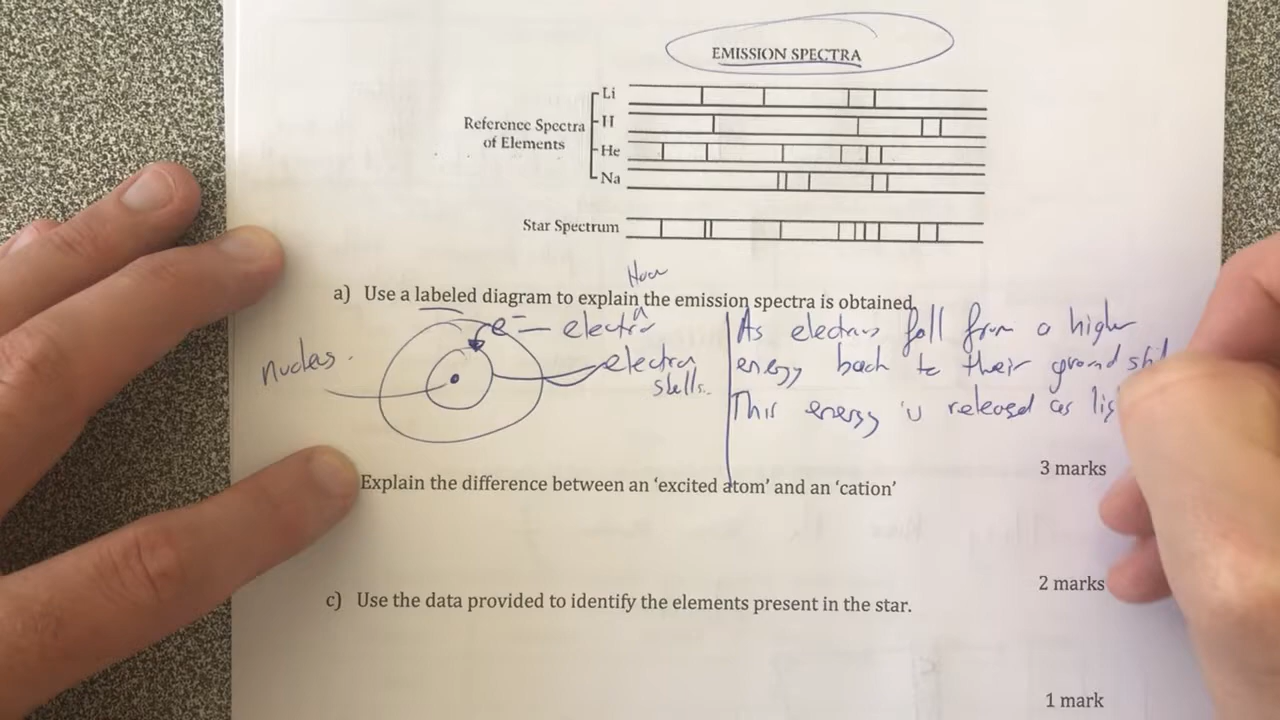 EMISSION SPECTRA
Li
H
Reference Spectra
of Elements
He
Na
Star Spectrum
How
a) Use a labeled diagram to explain the emission spectra is obtained
e⁻ — electron
nucleus.
electron
shells.
As electrons fall from a higher
energy back to their ground
This energy is released as
3 marks
Explain the difference between an ‘excited atom’ and an ‘cation’
2 marks
c) Use the data provided to identify the elements present in the star.
1 mark